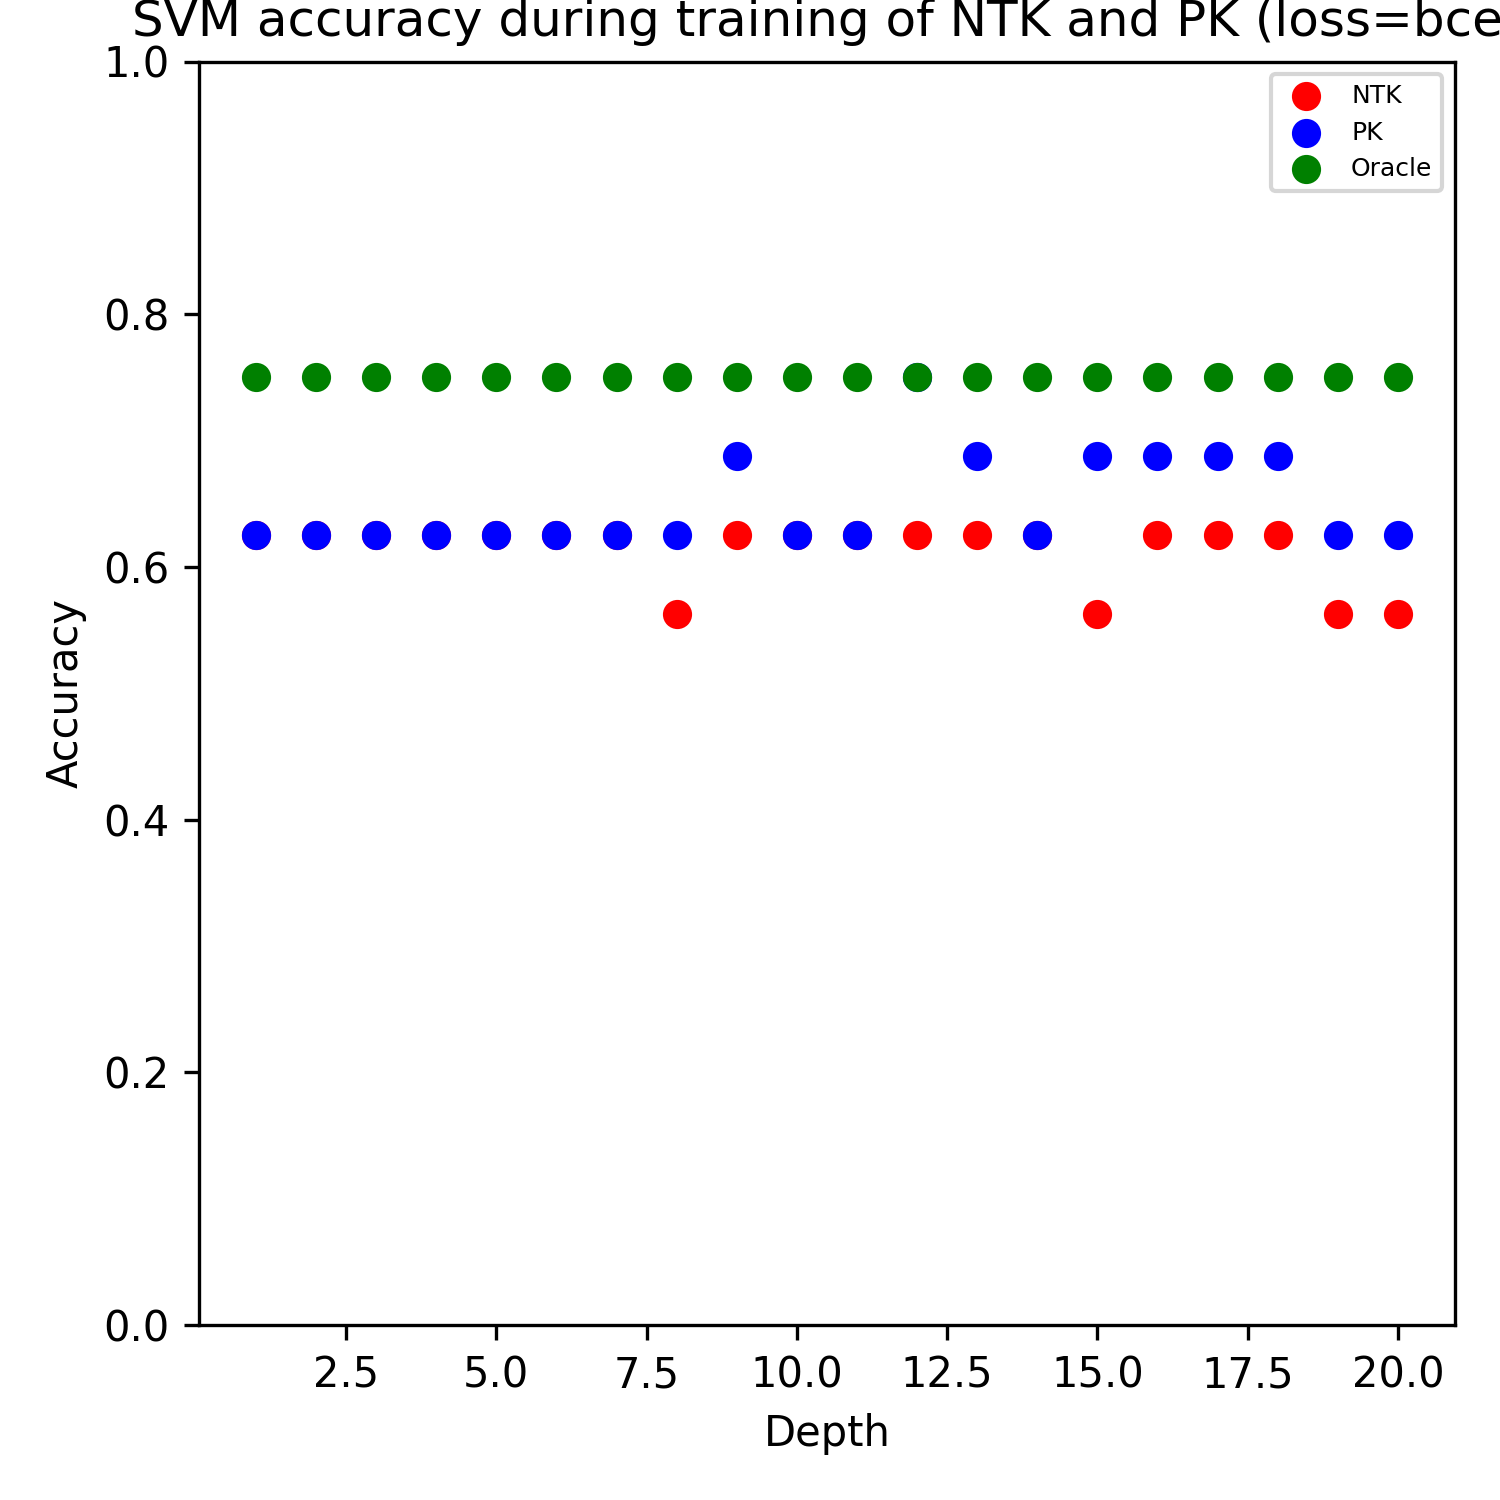 SVM accuracy during training of NTK and PK (loss=bce
1.0
0.8
0.6
0.4
0.2
0.0
Accuracy
NTK
PK
Oracle
2.5 5.0 7.5 10.0 12.5 15.0 17.5 20.0
Depth